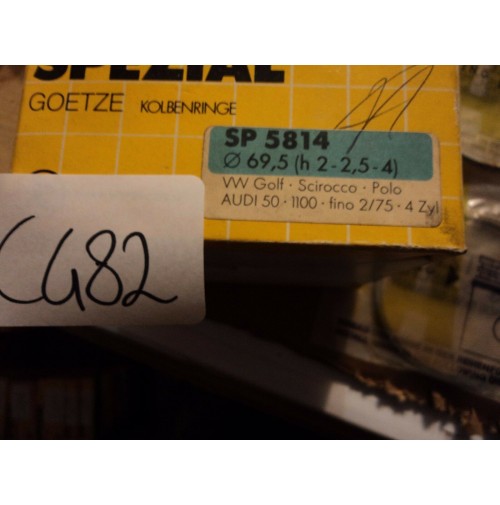 SPEZIAL
GOETZE KOLBENRINGE
SP 5814
Ø 69,5 (h 2-2,5-4)
VW Golf · Scirocco · Polo
AUDI 50 · 1100 · fino 2/75 · 4 Zyl
C482